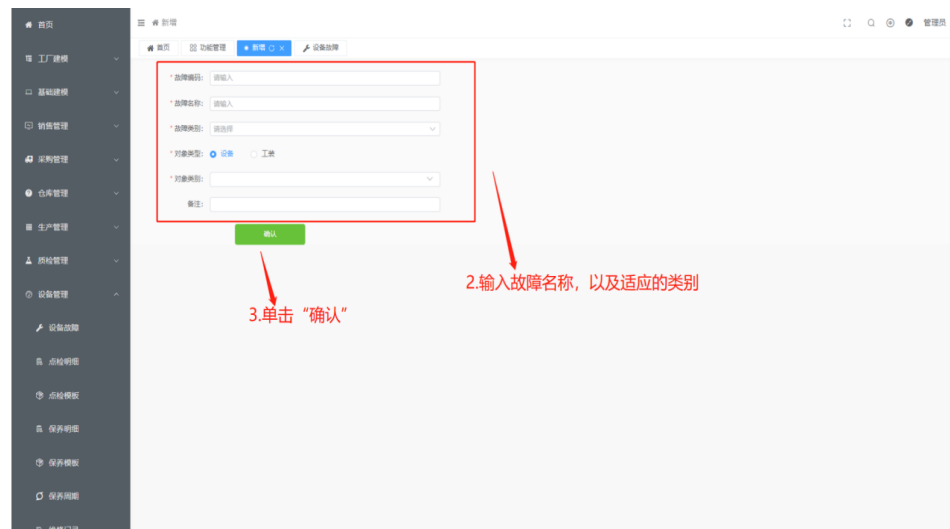 首页
工厂建模
基础建模
销售管理
采购管理
仓库管理
生产管理
质检管理
设备管理
设备故障
点检明细
点检模板
保养明细
保养模板
保养周期
新增
管理员
首页 功能管理 新增 设备故障
*故障编码: 请输入
*故障名称: 请输入
*故障类别: 请选择
*对象类型: 设备 工装
*对象类别:
备注:
确认
2.输入故障名称，以及适应的类别
3.单击“确认”